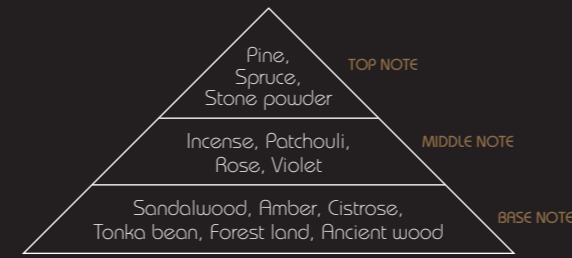 Pine,
Spruce,
Stone powder
TOP NOTE
Incense, Patchouli,
Rose, Violet
MIDDLE NOTE
Sandalwood, Amber, Cistrose,
Tonka bean, Forest land, Ancient wood
BASE NOTE